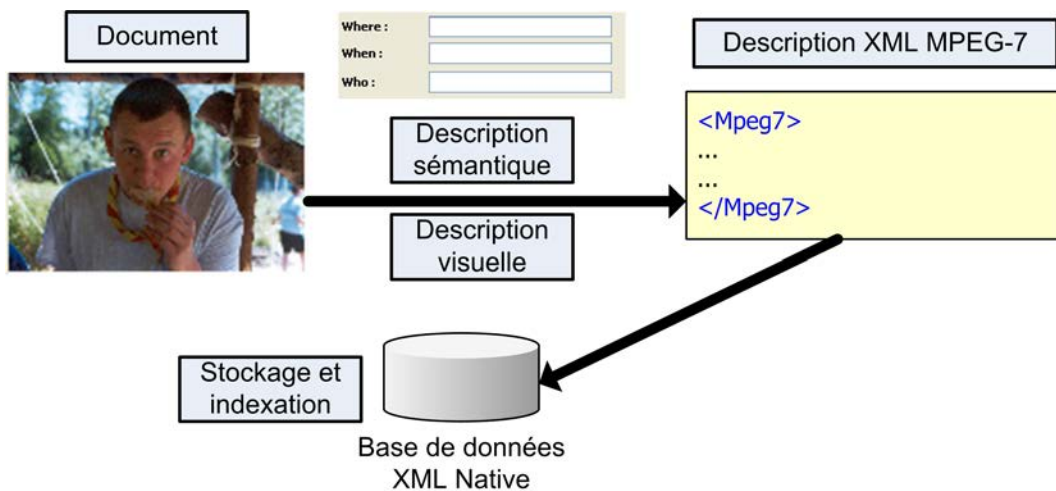 Document
Where :
When :
Who :
Description XML MPEG-7
Description
sémantique
<Mpeg7>
...
...
</Mpeg7>
Description
visuelle
Stockage et
indexation
Base de données
XML Native